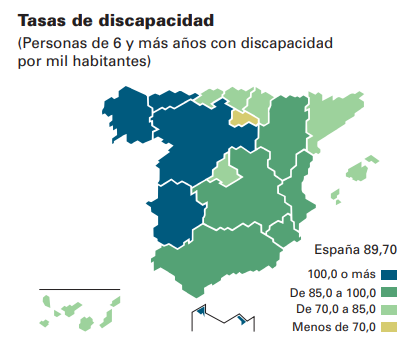 Tasas de discapacidad
(Personas de 6 y más años con discapacidad
por mil habitantes)
España 89,70
100,0 o más
De 85,0 a 100,0
De 70,0 a 85,0
Menos de 70,0